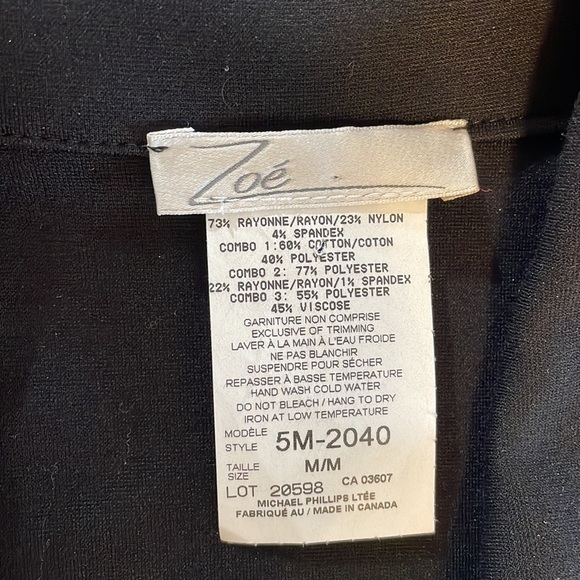 Zoé
73% RAYONNE/RAYON/23% NYLON
4% SPANDEX
COMBO 1:60% COTTON/COTON
40% POLYESTER
COMBO 2: 77% POLYESTER
22% RAYONNE/RAYON/1% SPANDEX
COMBO 3: 55% POLYESTER
45% VISCOSE
GARNITURE NON COMPRISE
EXCLUSIVE OF TRIMMING
LAVER À LA MAIN À L'EAU FROIDE
NE PAS BLANCHIR
SUSPENDRE POUR SÉCHER
REPASSER À BASSE TEMPERATURE
HAND WASH COLD WATER
DO NOT BLEACH / HANG TO DRY
IRON AT LOW TEMPERATURE
MODÈLE
STYLE 5M-2040
TAILLE
SIZE M/M
LOT 20598 CA 03607
MICHAEL PHILLIPS LTÉE
FABRIQUÉ AU / MADE IN CANADA